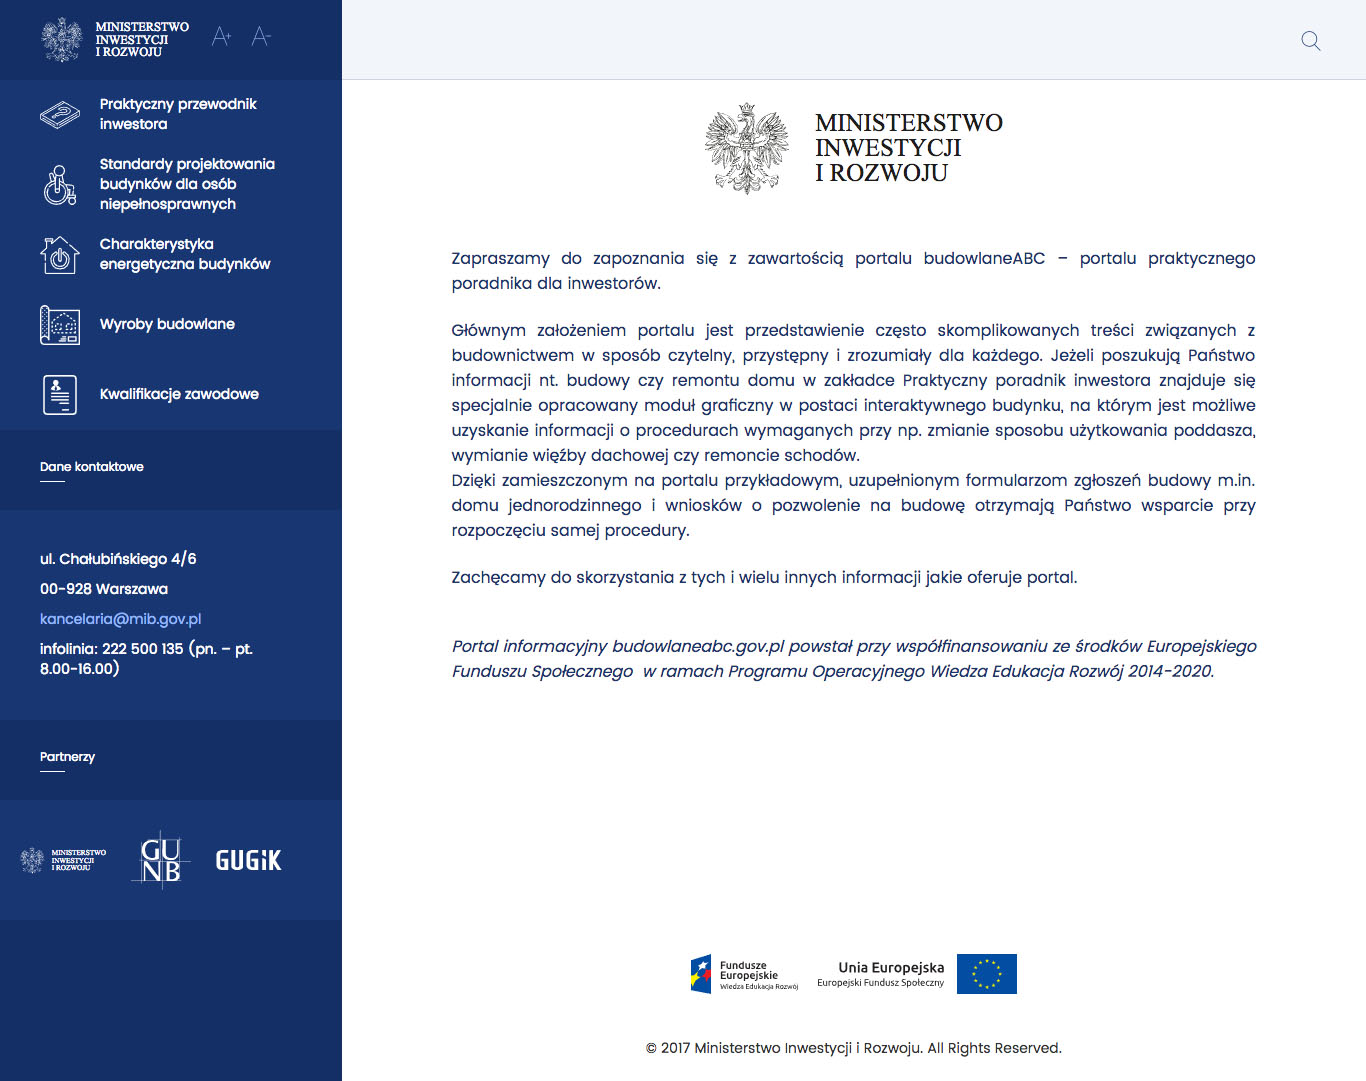 MINISTERSTWO
INWESTYCJI
I ROZWOJU
A+ A-
Praktyczny przewodnik
inwestora
Standardy projektowania
budynków dla osób
niepełnosprawnych
Charakterystyka
energetyczna budynków
Wyroby budowlane
Kwalifikacje zawodowe
Dane kontaktowe
ul. Chałubińskiego 4/6
00-928 Warszawa
kancelaria@mib.gov.pl
infolinia: 222 500 135 (pn. – pt.
8.00-16.00)
Partnerzy
MINISTERSTWO
INWESTYCJI
I ROZWOJU
GU
NB
GUGiK
MINISTERSTWO
INWESTYCJI
I ROZWOJU
Zapraszamy do zapoznania się z zawartością portalu budowlaneABC – portalu praktycznego
poradnika dla inwestorów.
Głównym założeniem portalu jest przedstawienie często skomplikowanych treści związanych z
budownictwem w sposób czytelny, przystępny i zrozumiały dla każdego. Jeżeli poszukują Państwo
informacji nt. budowy czy remontu domu w zakładce Praktyczny poradnik inwestora znajduje się
specjalnie opracowany moduł graficzny w postaci interaktywnego budynku, na którym jest możliwe
uzyskanie informacji o procedurach wymaganych przy np. zmianie sposobu użytkowania poddasza,
wymianie więźby dachowej czy remoncie schodów.
Dzięki zamieszczonym na portalu przykładowym, uzupełnionym formularzom zgłoszeń budowy m.in.
domu jednorodzinnego i wniosków o pozwolenie na budowę otrzymają Państwo wsparcie przy
rozpoczęciu samej procedury.
Zachęcamy do skorzystania z tych i wielu innych informacji jakie oferuje portal.
Portal informacyjny budowlaneabc.gov.pl powstał przy współfinansowaniu ze środków Europejskiego
Funduszu Społecznego w ramach Programu Operacyjnego Wiedza Edukacja Rozwój 2014-2020.
Fundusze
Europejskie
Wiedza Edukacja Rozwój
Unia Europejska
Europejski Fundusz Społeczny
© 2017 Ministerstwo Inwestycji i Rozwoju. All Rights Reserved.